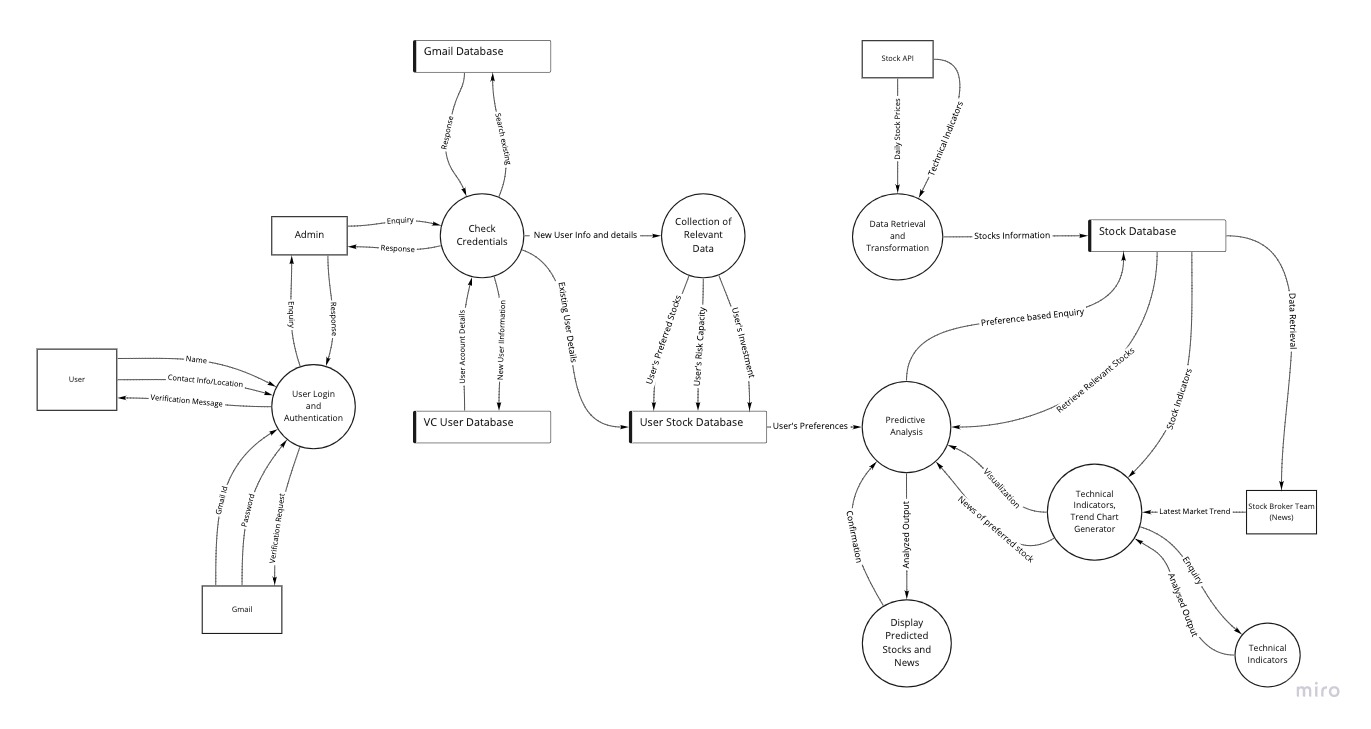 Gmail Database
Stock API
Response
Search existing
Daily Stock Prices
Technical Indicators
Admin
Enquiry
Response
Check
Credentials
New User Info and details
Collection of
Relevant
Data
Data Retrieval
and
Transformation
Stocks Information
Stock Database
Enquiry
Response
User Account Details
New User IInformation
Existing User Details
User's Preferred Stocks
User's Risk Capacity
User's Investment
Preference based Enquiry
Retrieve Relevant Stocks
Stock Indicators
Data Retrieval
User
Name
Contact Info/Location
Verification Message
User Login
and
Authentication
VC User Database
User Stock Database
User's Preferences
Predictive
Analysis
Gmail Id
Password
Verification Request
Visualization
News of preferred stock
Technical
Indicators,
Trend Chart
Generator
Latest Market Trend
Stock Broker Team
(News)
Confirmation
Analyzed Output
Enquiry
Analysed Output
Gmail
Display
Predicted
Stocks and
News
Technical
Indicators
miro